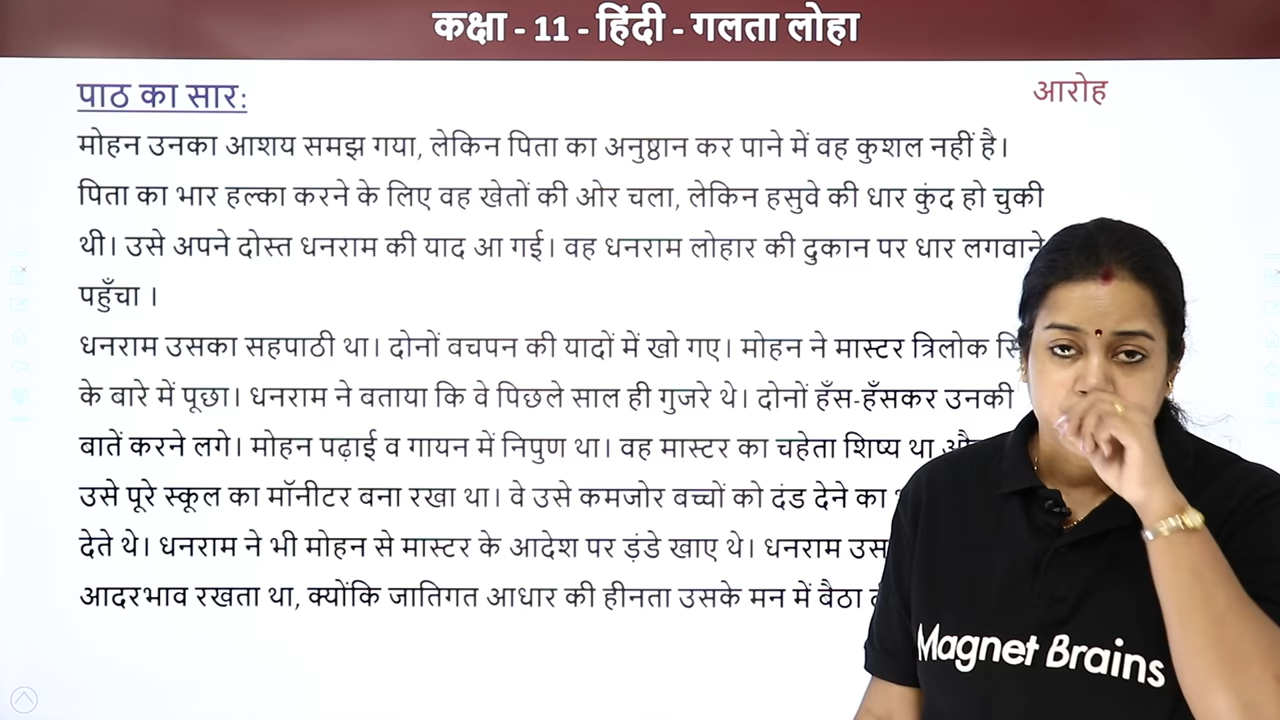 कक्षा - 11 - हिंदी - गलता लोहा
पाठ का सार:
आरोह
मोहन उनका आशय समझ गया, लेकिन पिता का अनुष्ठान कर पाने में वह कुशल नहीं है।
पिता का भार हल्का करने के लिए वह खेतों की ओर चला, लेकिन हसुवे की धार कुंद हो चुकी
थी। उसे अपने दोस्त धनराम की याद आ गई। वह धनराम लोहार की दुकान पर धार लगवाने
पहुँचा ।
धनराम उसका सहपाठी था। दोनों बचपन की यादों में खो गए। मोहन ने मास्टर त्रिलोक
के बारे में पूछा। धनराम ने वताया कि वे पिछले साल ही गुजरे थे। दोनों हँस-हँसकर उनकी
बातें करने लगे। मोहन पढ़ाई व गायन में निपुण था। वह मास्टर का चहेता शिष्य था
उसे पूरे स्कूल का मॉनीटर वना रखा था। वे उसे कमजोर बच्चों को दंड देने का
देते थे। धनराम ने भी मोहन से मास्टर के आदेश पर ड़ंडे खाए थे। धनराम
आदरभाव रखता था, क्योंकि जातिगत आधार की हीनता उसके मन में बैठा
Magnet Brains